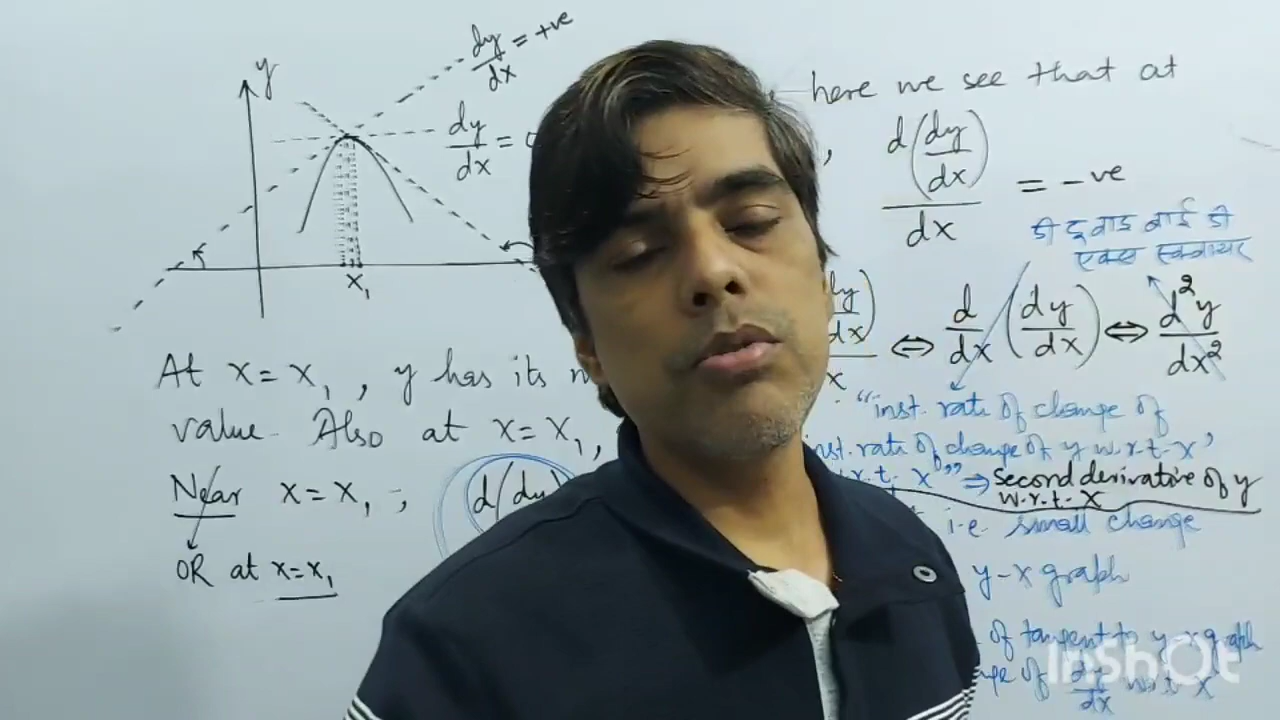 dy/dx = +ve
y
dy/dx =
x₁
here we see that at
, d(dy/dx)/dx = -ve
डी टू वाइ बाई डी
एक्स स्क्वायर
dy/dx) ⇔ d/dx (dy/dx) ⇔ d²y/dx²
At x = x₁ , y has its
value. Also at x = x₁ ,
Near x = x₁ ;
OR at x=x₁
d(dy
"inst. rate of change of
inst. rate of change of y w.r.t. x'
w.r.t. x" ⇒ Second derivative of y
w.r.t. x
i.e. small change
y-x graph
of tangent to y-x graph
of dy/dx w.r.t. x
InShOt